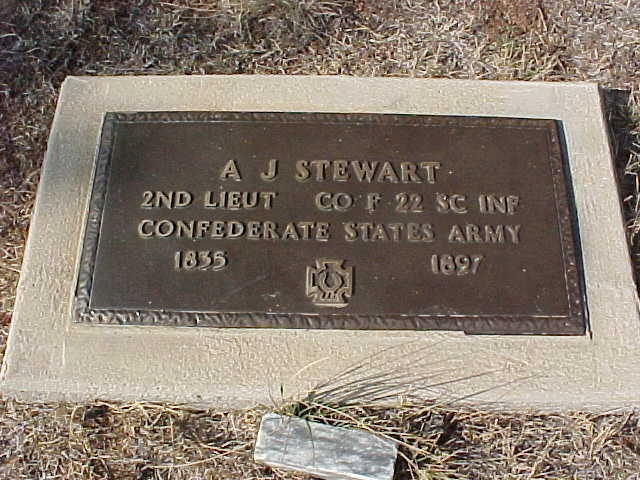 A J STEWART
2ND LIEUT CO F 22 SC INF
CONFEDERATE STATES ARMY
1835 1897